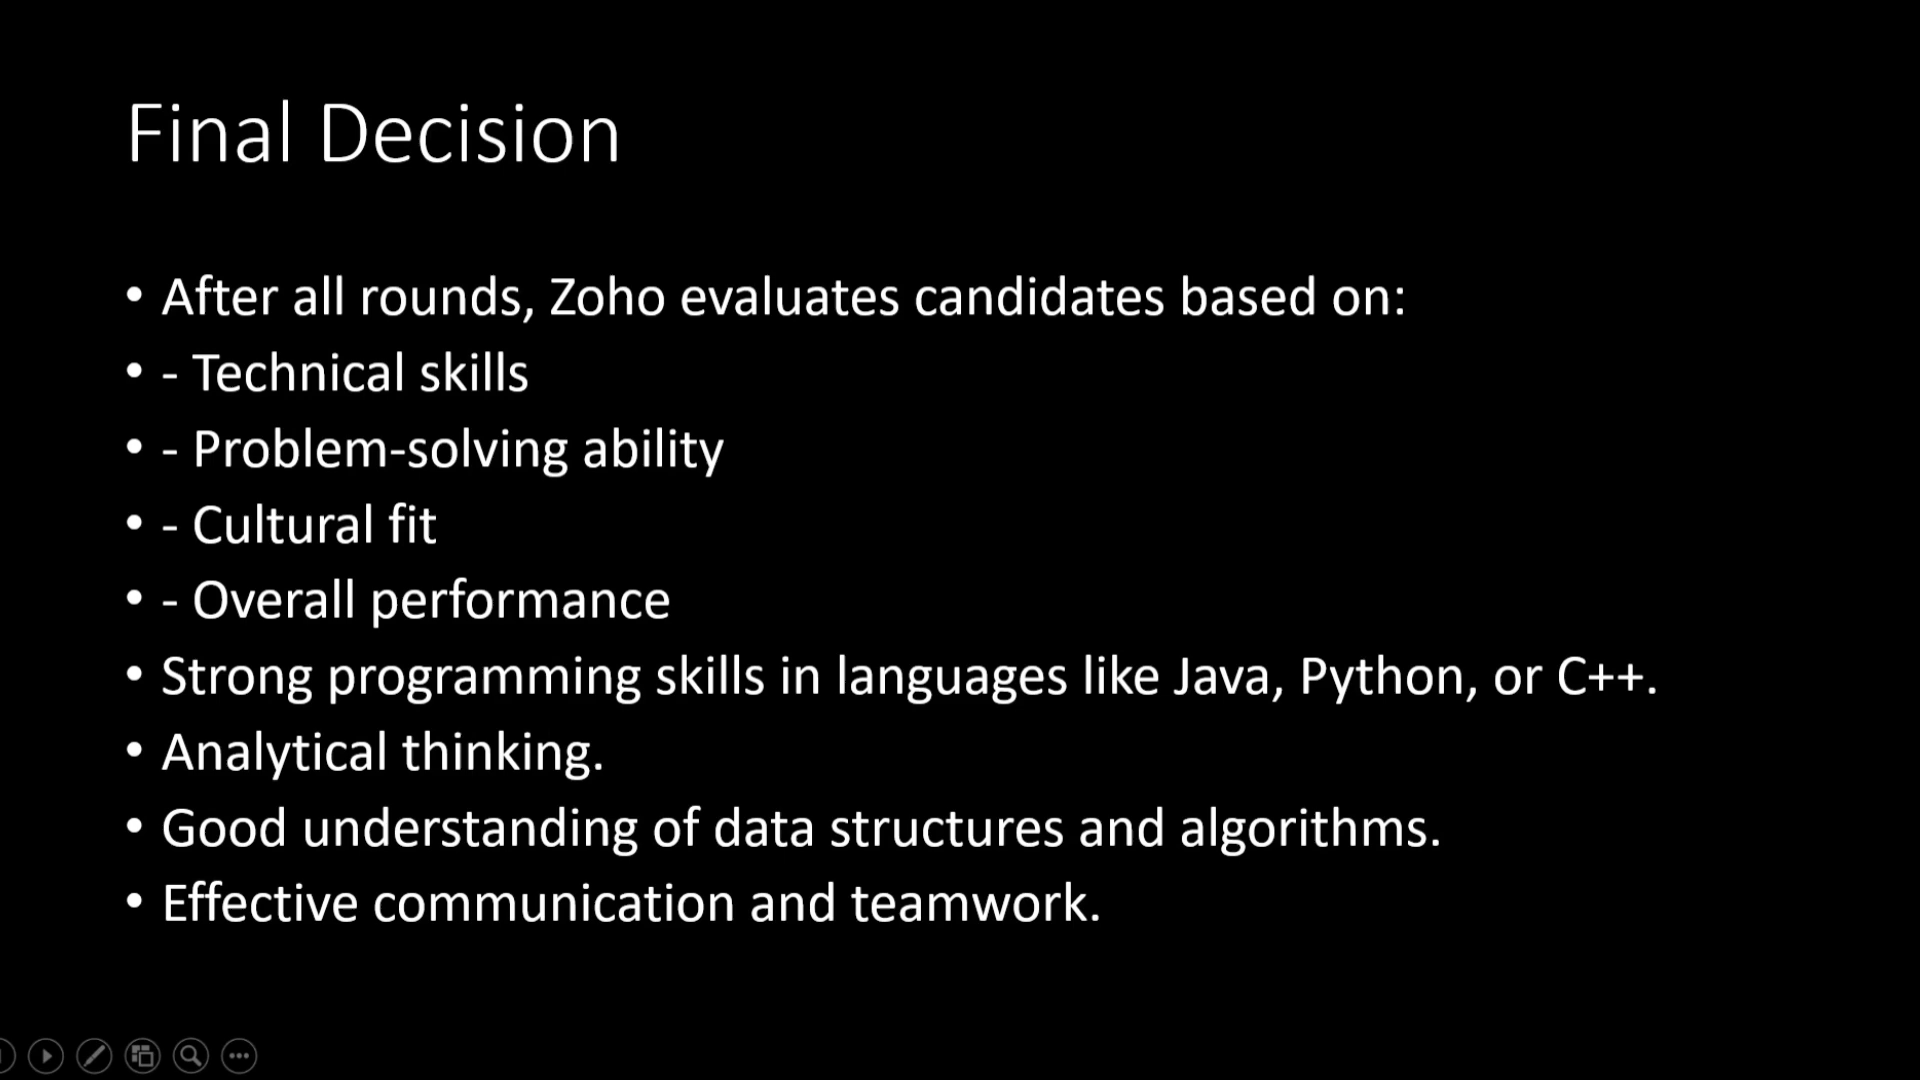 Final Decision
• After all rounds, Zoho evaluates candidates based on:
• - Technical skills
• - Problem-solving ability
• - Cultural fit
• - Overall performance
• Strong programming skills in languages like Java, Python, or C++.
• Analytical thinking.
• Good understanding of data structures and algorithms.
• Effective communication and teamwork.